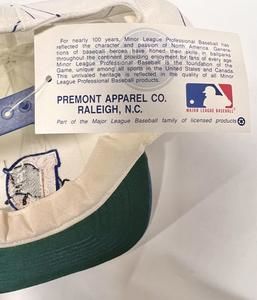 For nearly 100 years, Minor League Professional Baseball has
reflected the character and passion of North America. Genera-
tions of baseball heroes have honed their skills in ballparks
throughout the continent providing enjoyment for fans of every age.
Minor League Professional Baseball is the foundation of the
Game, unique among all sports in the United States and Canada.
This unrivaled heritage is reflected in the quality of all Minor
League Professional Baseball products.
PREMONT APPAREL CO.
RALEIGH, N.C.
MAJOR LEAGUE BASEBALL
Part of the Major League Baseball family of licensed products